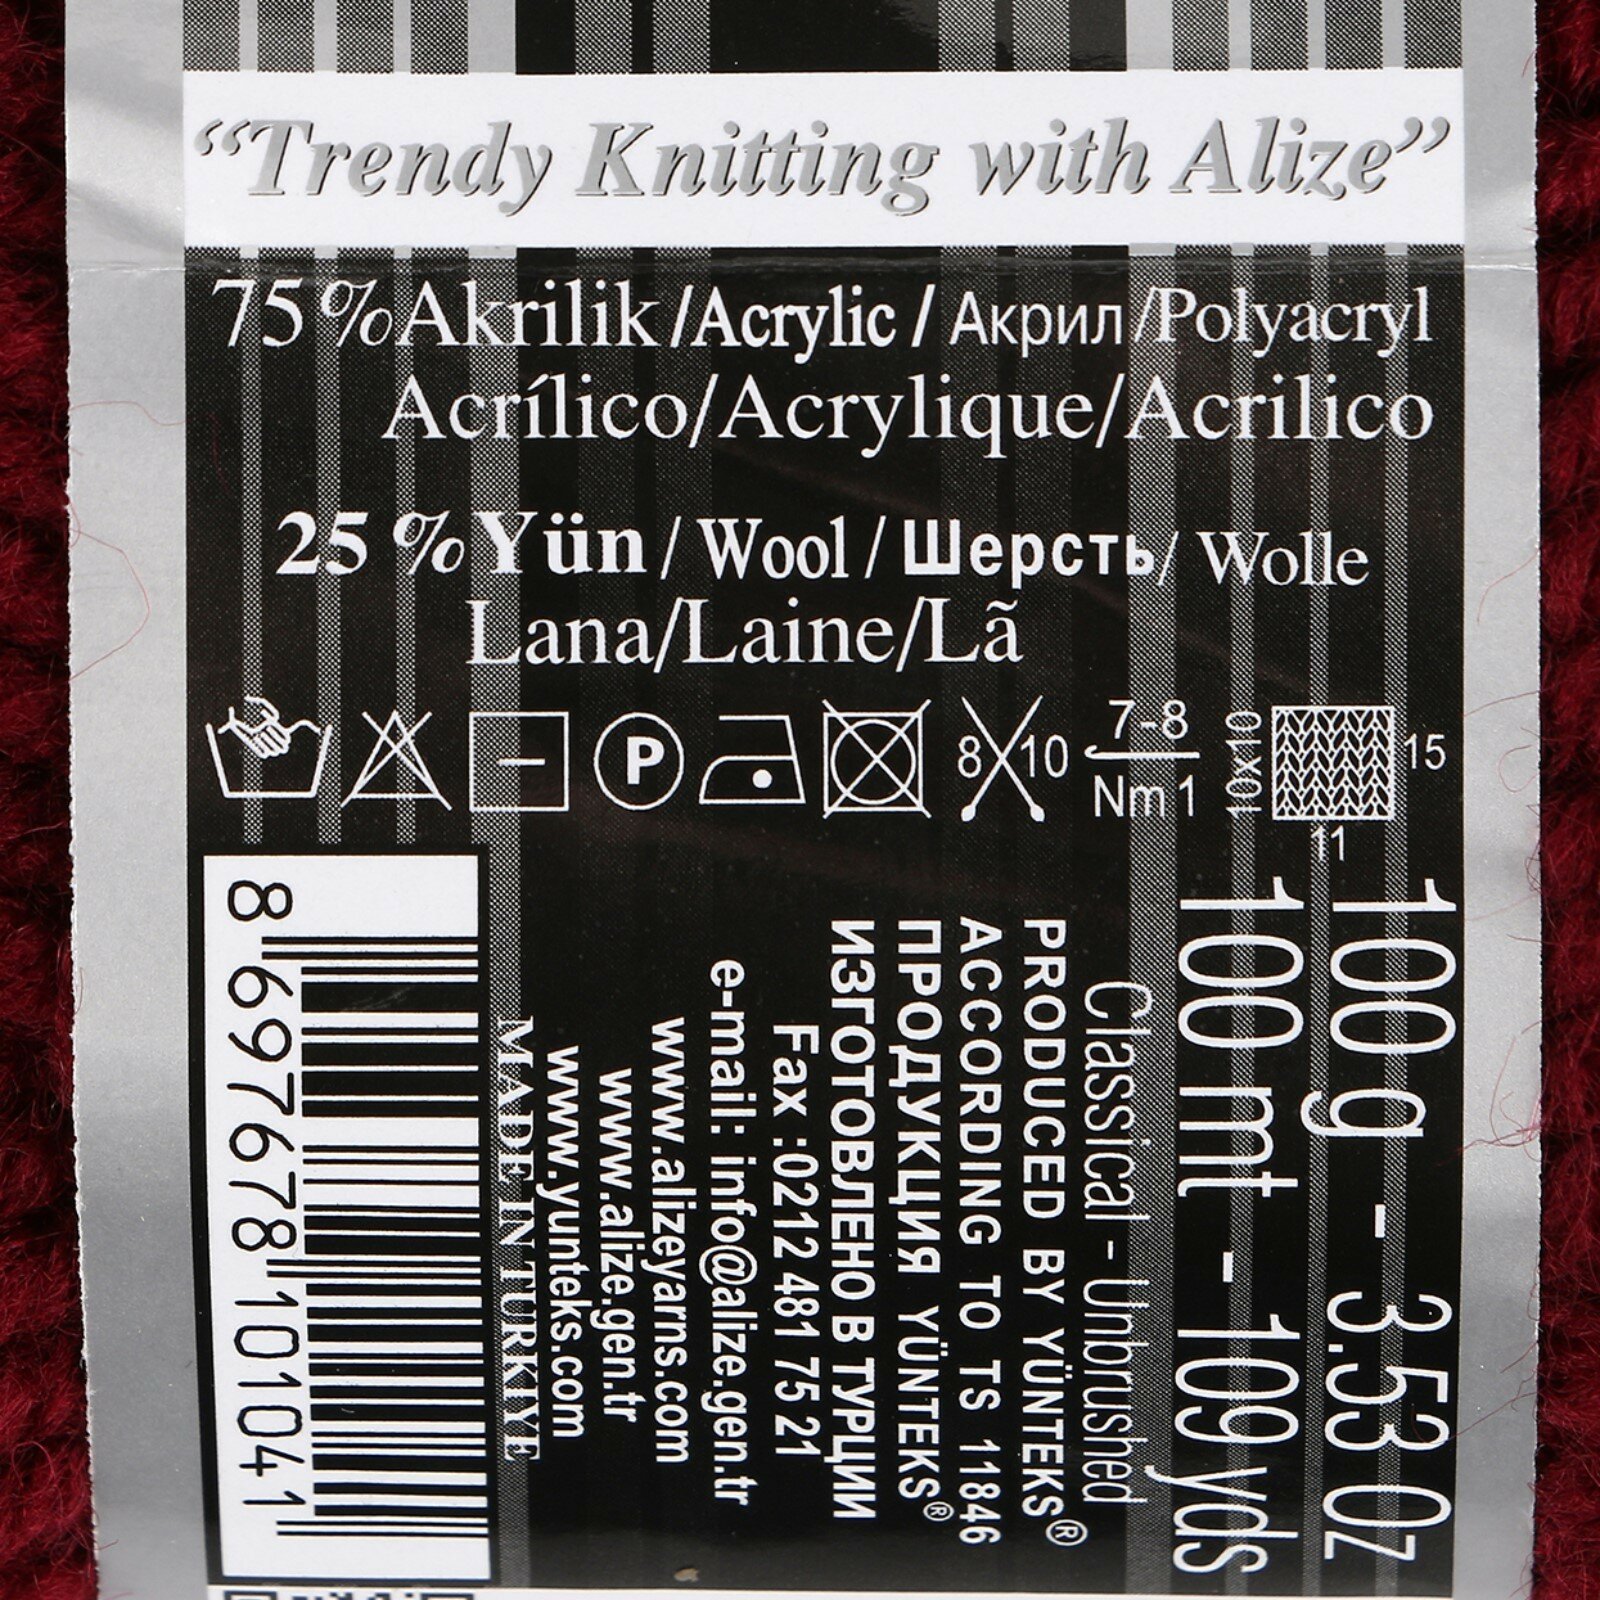 “Trendy Knitting with Alize”
75%Akrilik/Acrylic/Акрил/Polyacryl
Acrílico/Acrylique/Acrilico
25%Yün/Wool/Шерсть/Wolle
Lana/Laine/Lã
P
8 10
7-8
Nm1
10x10
15
11
100 g - 3.53 Oz
100 mt - 109 yds
Classical - Unbrushed
PRODUCED BY YÜNTEKS®
ACCORDING TO TS 11846
ПРОДУКЦИЯ YÜNTEKS®
ИЗГОТОВЛЕНО В ТУРЦИИ
Fax :0212 481 75 21
e-mail: info@alize.gen.tr
www.alizeyarns.com
www.alize.gen.tr
www.yunteks.com
MADE IN TURKIYE
8 697678 101041